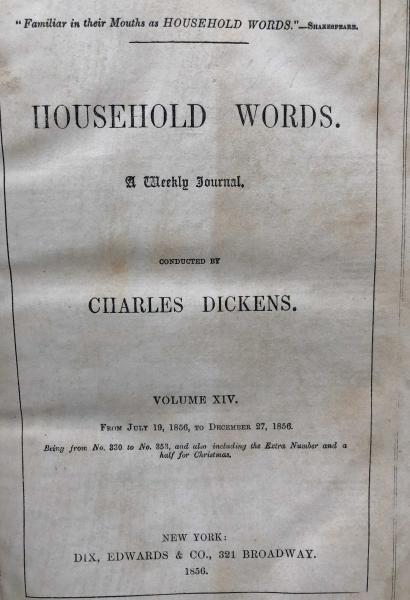 "Familiar in their Mouths as HOUSEHOLD WORDS."—SHAKESPEARE.
HOUSEHOLD WORDS.
A Weekly Journal.
CONDUCTED BY
CHARLES DICKENS.
VOLUME XIV.
FROM JULY 19, 1856, TO DECEMBER 27, 1856.
Being from No. 330 to No. 353, and also including the Extra Number and a
half for Christmas.
NEW YORK:
DIX, EDWARDS & CO., 321 BROADWAY.
1856.